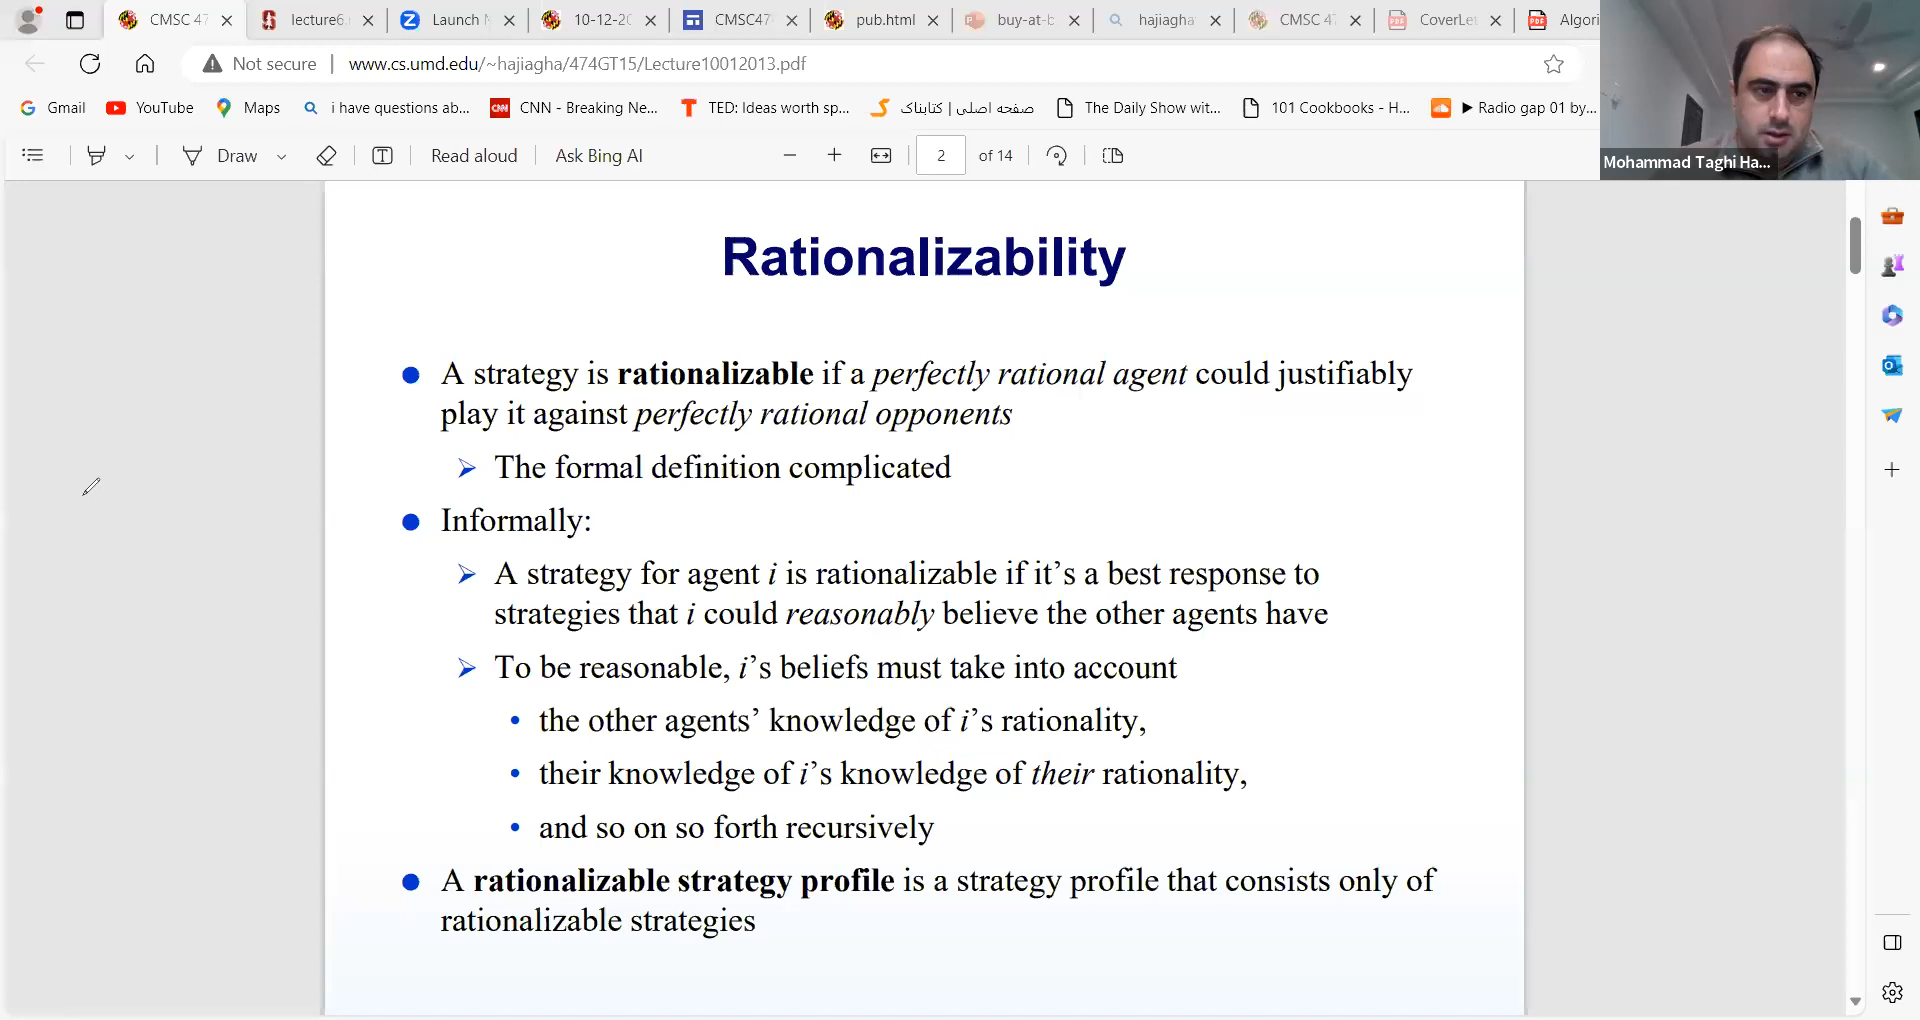 CMSC 47
lecture6.r
Launch M
10-12-20
CMSC47
pub.html
buy-at-b
hajiagha
CMSC 47
CoverLet
Algori
Not secure
www.cs.umd.edu/~hajiagha/474GT15/Lecture10012013.pdf
Gmail
YouTube
Maps
i have questions ab...
CNN
CNN - Breaking Ne...
TED: Ideas worth sp...
صفحه اصلی | کتابناک
The Daily Show wit...
101 Cookbooks - H...
▶ Radio gap 01 by...
Draw
Read aloud
Ask Bing AI
2
of 14
Mohammad Taghi Ha...
Rationalizability
A strategy is rationalizable if a perfectly rational agent could justifiably
play it against perfectly rational opponents
The formal definition complicated
Informally:
A strategy for agent i is rationalizable if it’s a best response to
strategies that i could reasonably believe the other agents have
To be reasonable, i’s beliefs must take into account
the other agents’ knowledge of i’s rationality,
their knowledge of i’s knowledge of their rationality,
and so on so forth recursively
A rationalizable strategy profile is a strategy profile that consists only of
rationalizable strategies